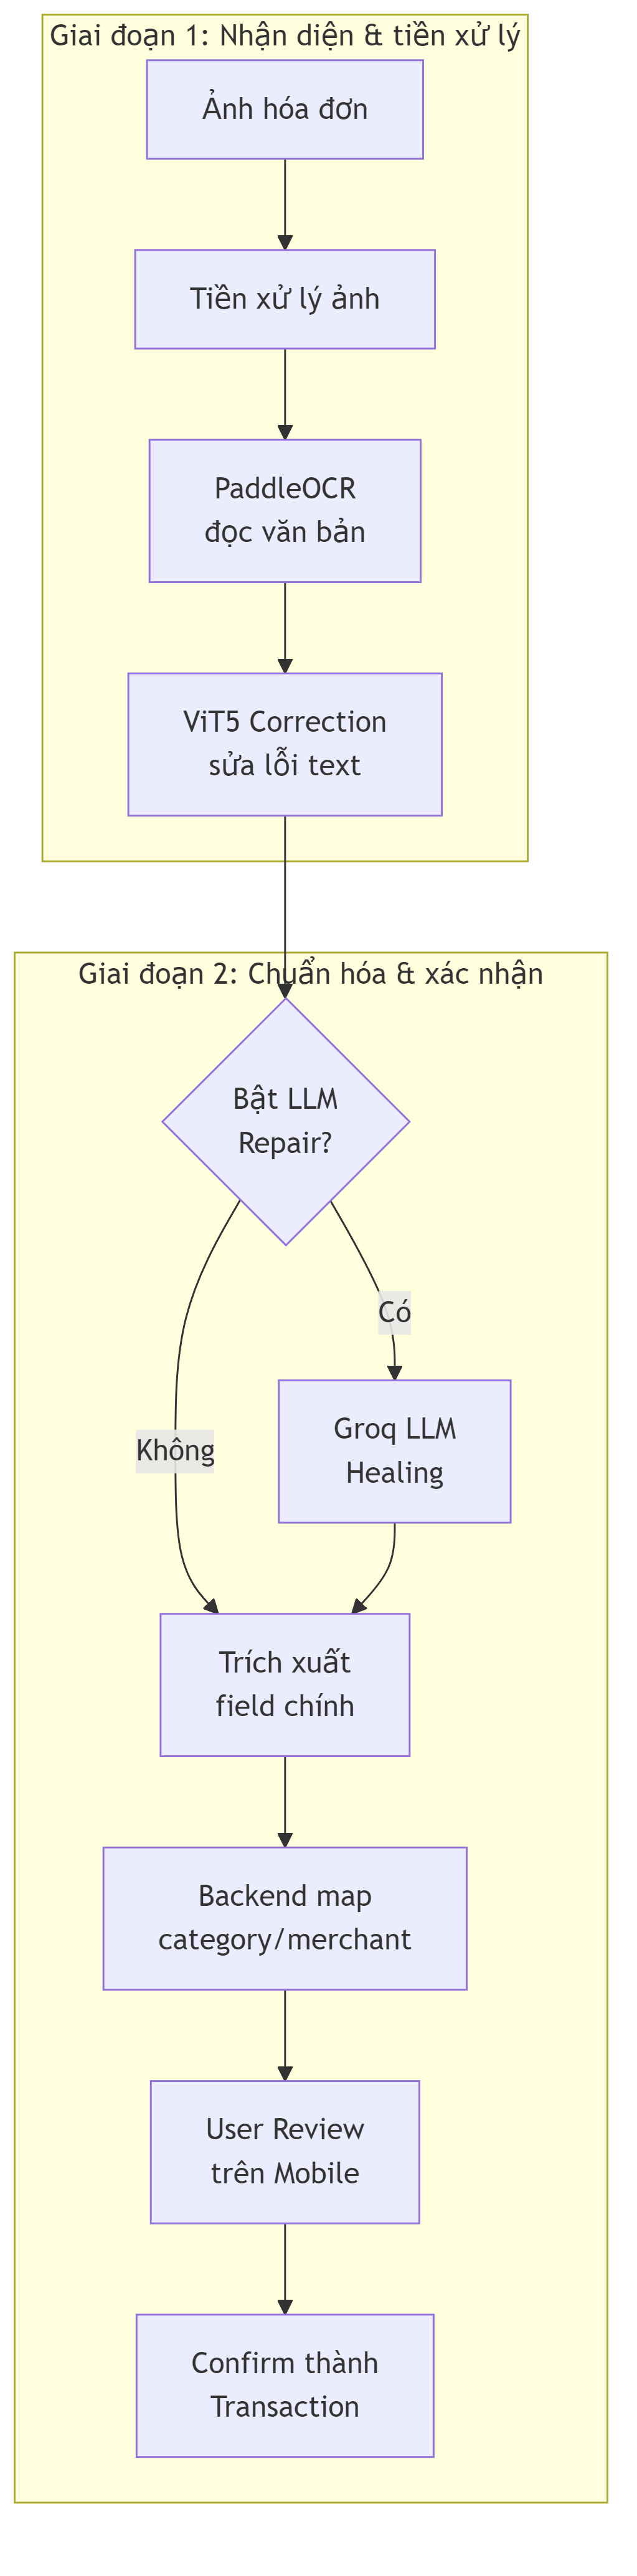 Giai đoạn 1: Nhận diện & tiền xử lý
Ảnh hóa đơn
Tiền xử lý ảnh
PaddleOCR
đọc văn bản
ViT5 Correction
sửa lỗi text
Giai đoạn 2: Chuẩn hóa & xác nhận
Bật LLM
Repair?
Có
Không
Groq LLM
Healing
Trích xuất
field chính
Backend map
category/merchant
User Review
trên Mobile
Confirm thành
Transaction